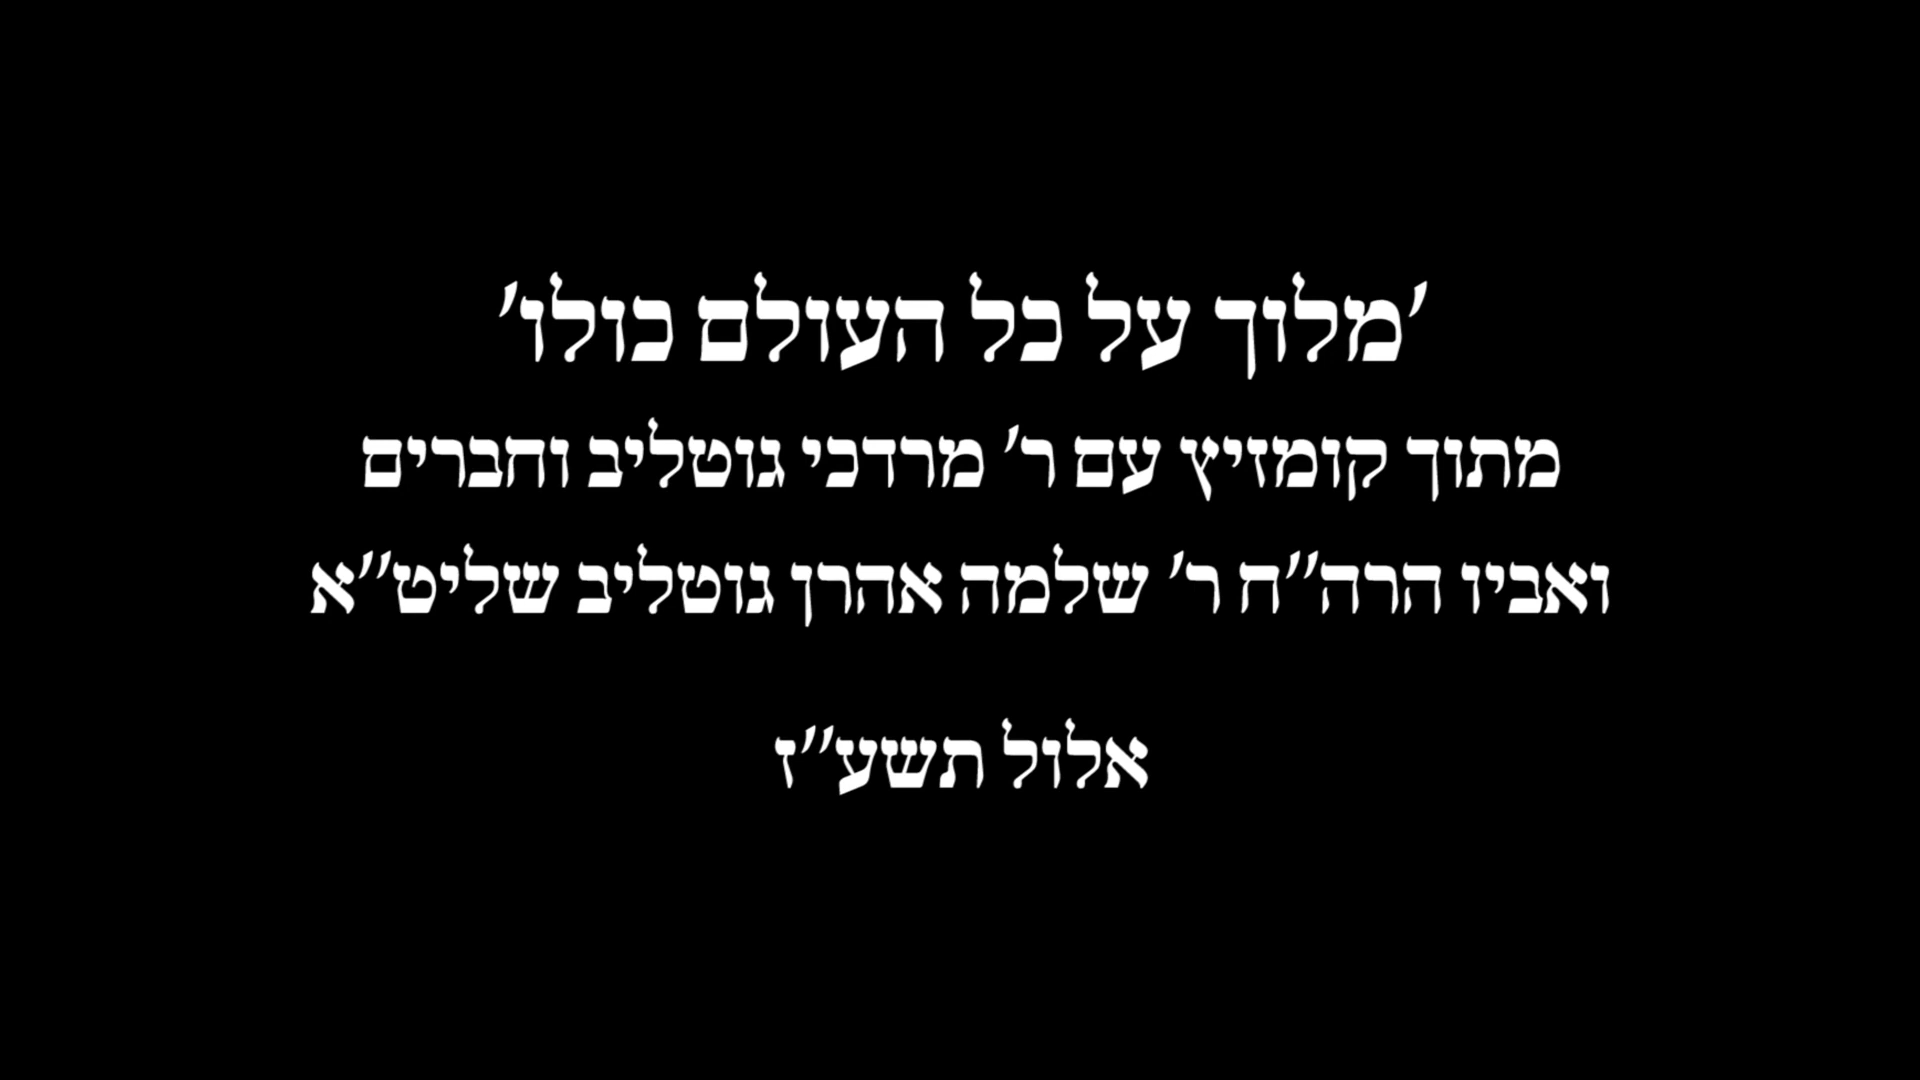 'מלוך על כל העולם כולו'
מתוך קומזיץ עם ר' מרדכי גוטליב וחברים
ואביו הרה''ח ר' שלמה אהרן גוטליב שליט''א
אלול תשע''ז